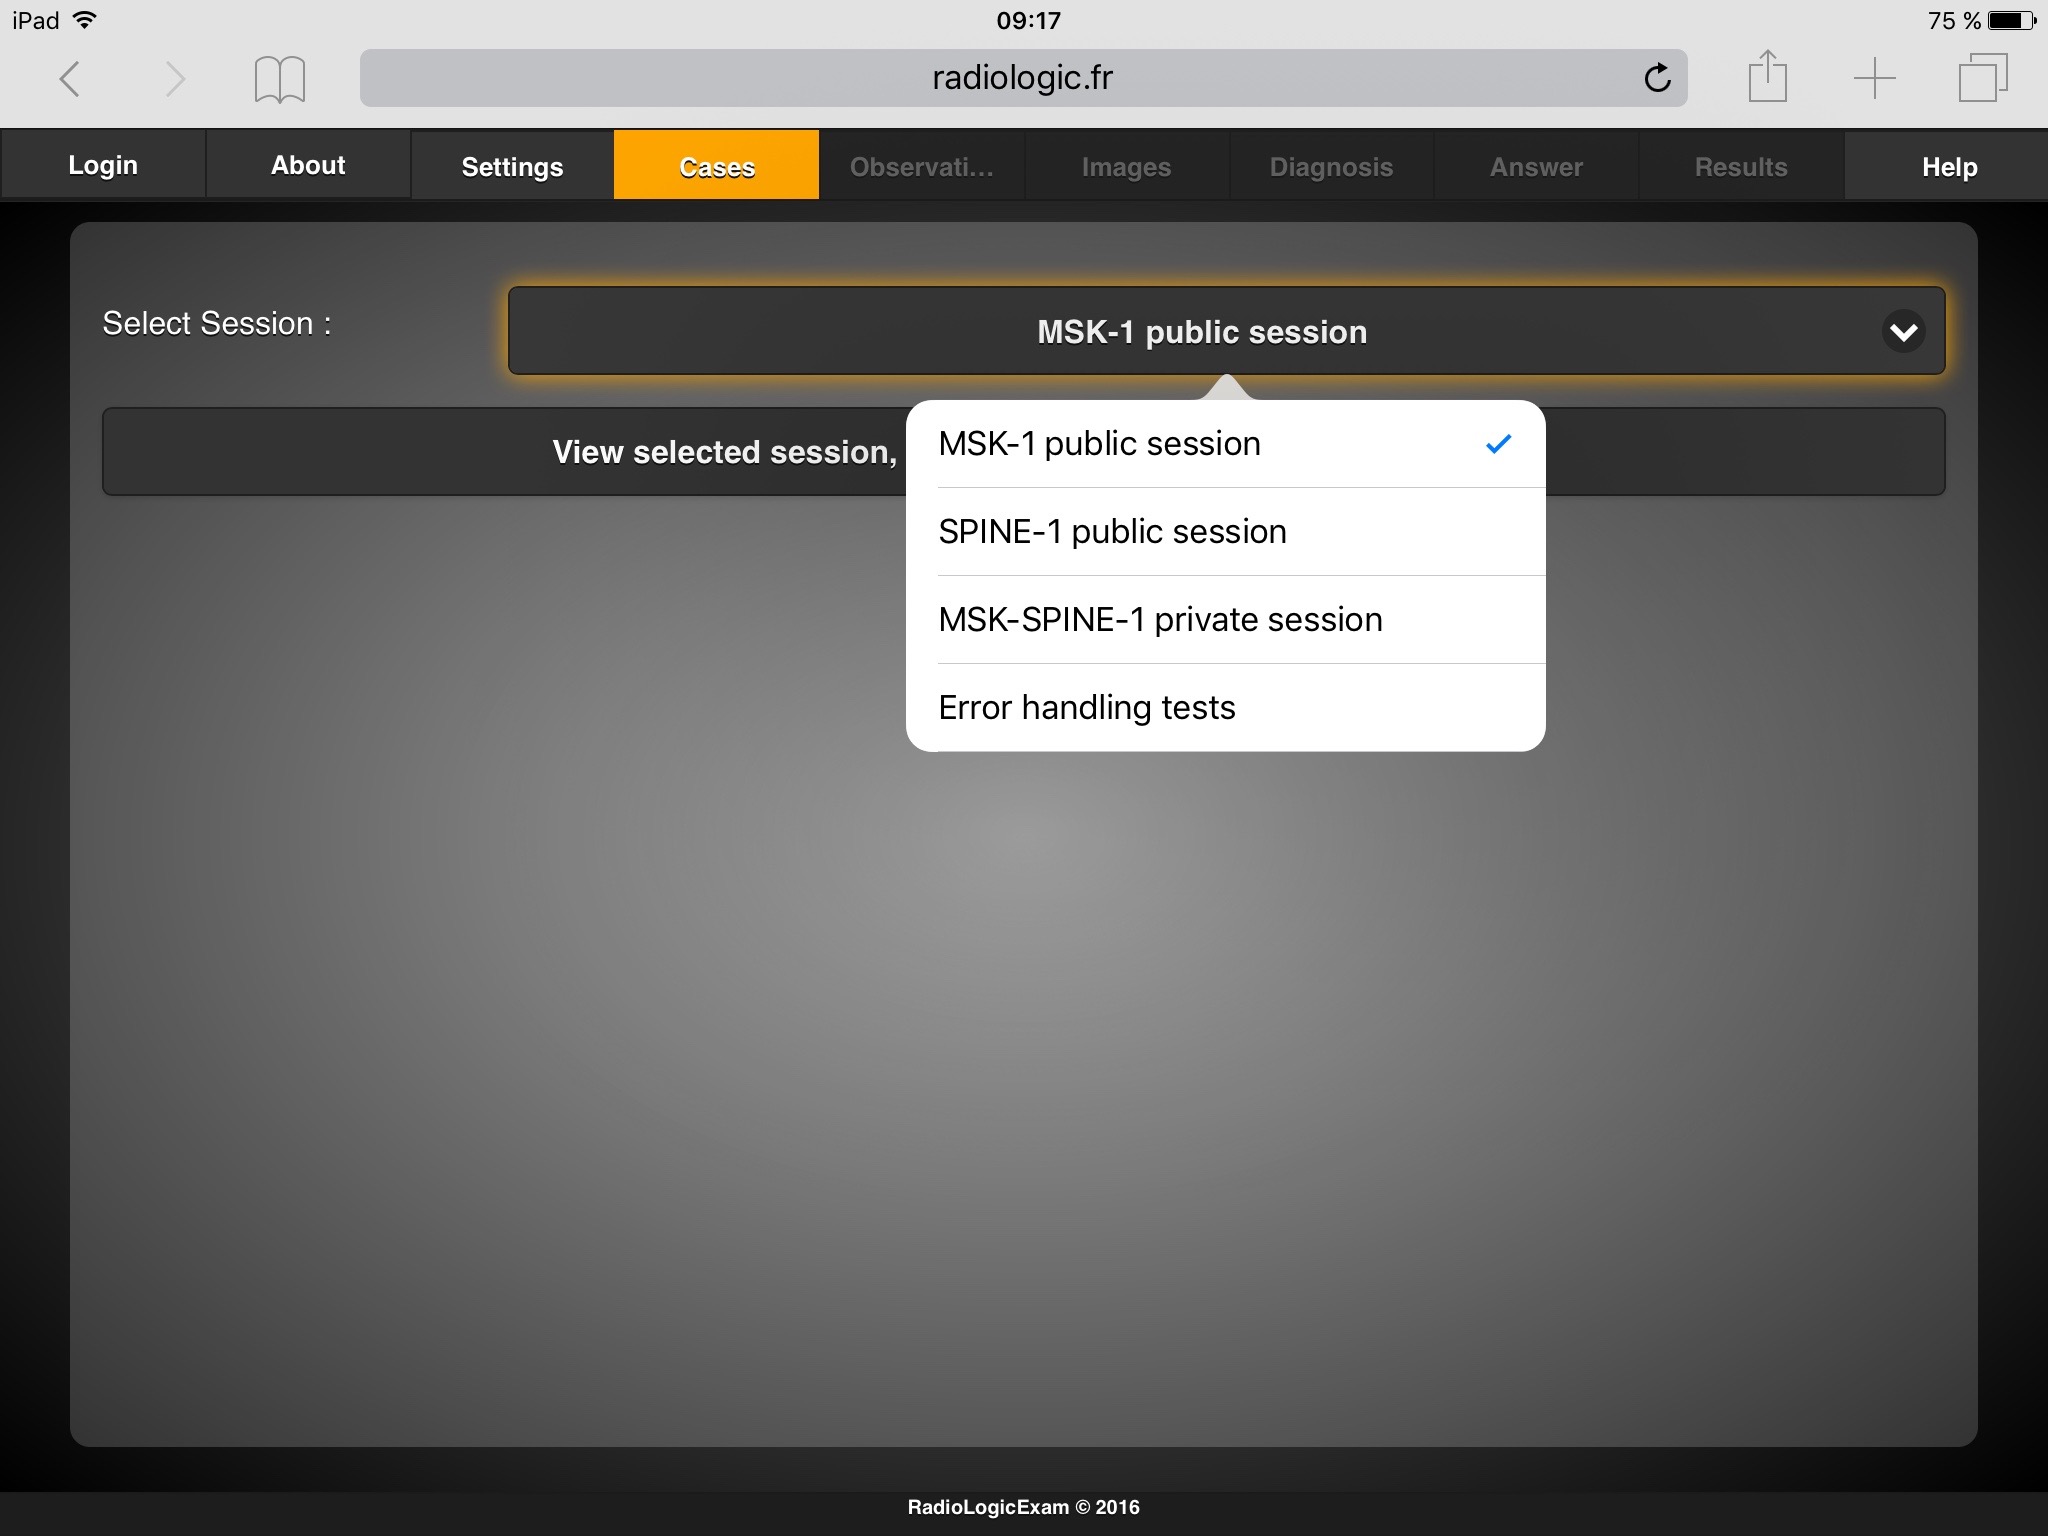 iPad 09:17 75 %
radiologic.fr
Login About Settings Cases Observati... Images Diagnosis Answer Results Help
Select Session : MSK-1 public session
View selected session,
MSK-1 public session
SPINE-1 public session
MSK-SPINE-1 private session
Error handling tests
RadioLogicExam © 2016